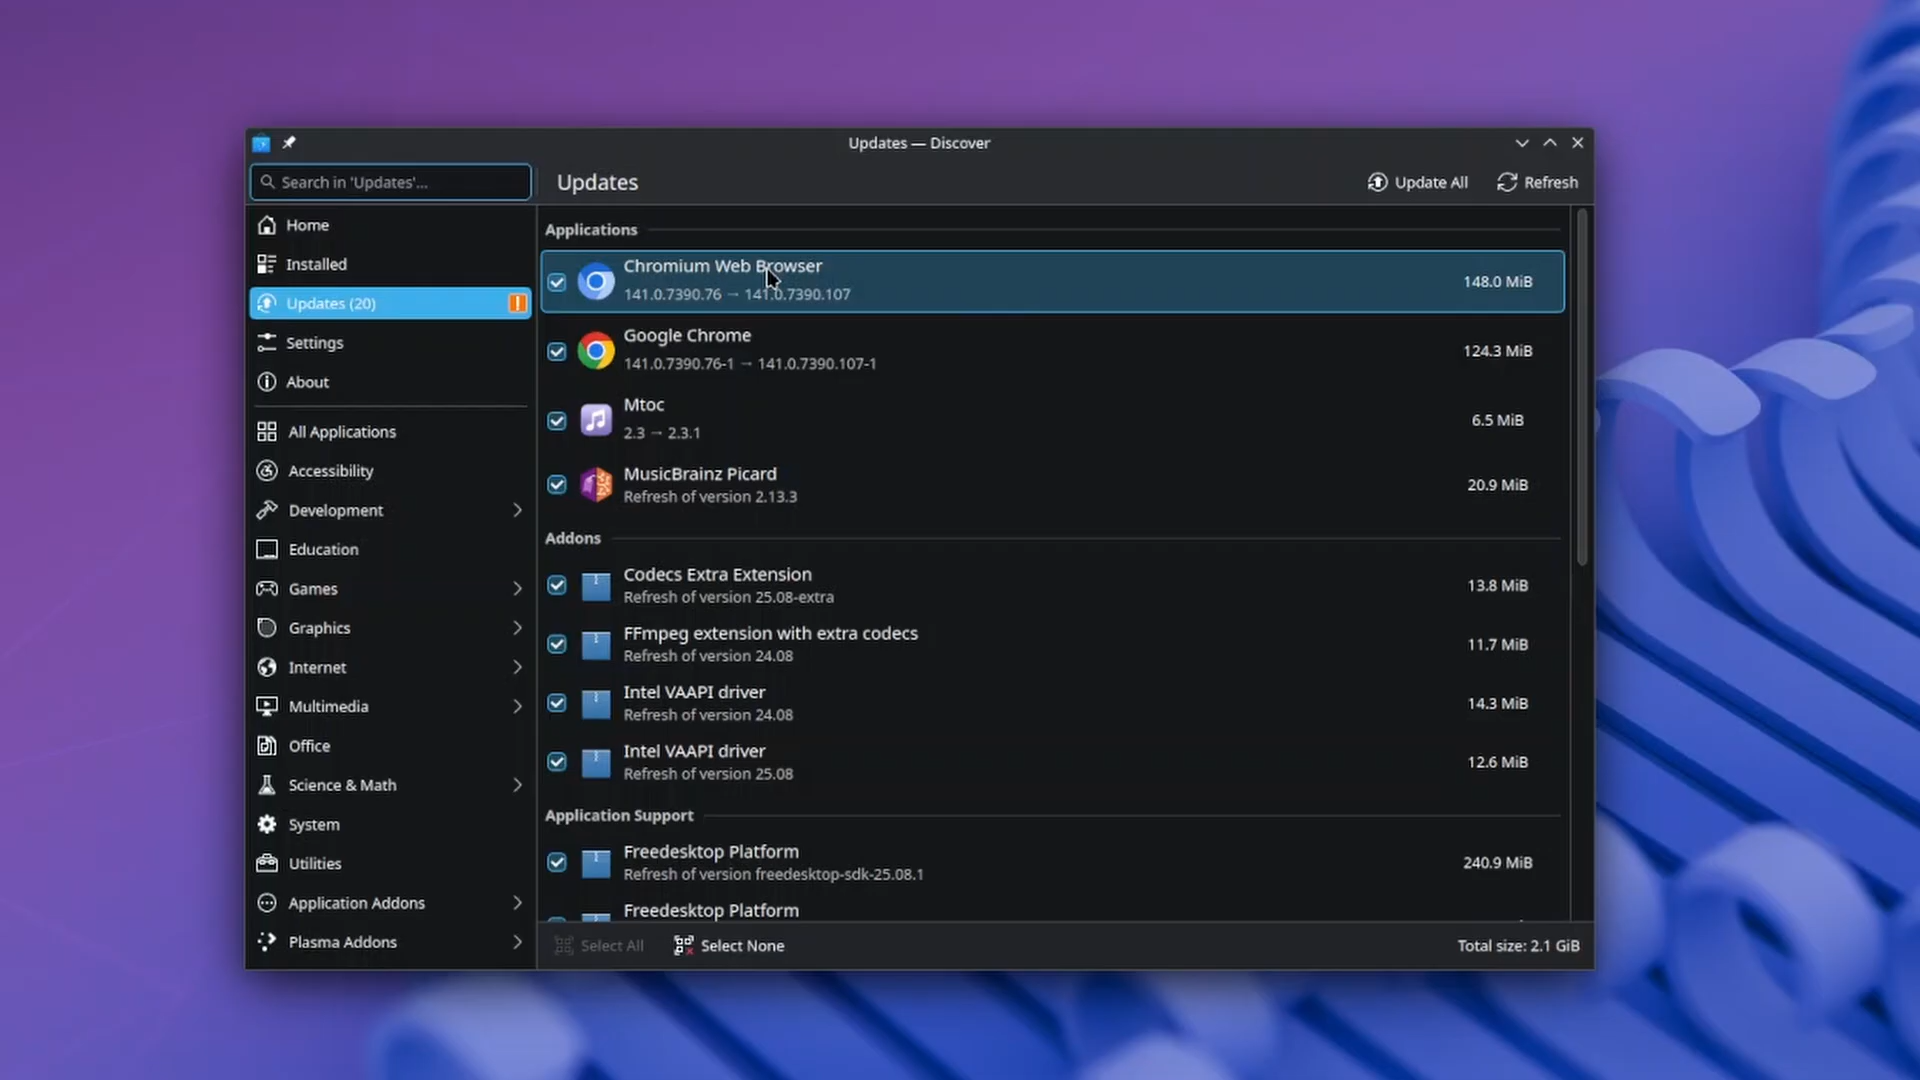 Updates — Discover
Search in 'Updates'...
Updates
Update All
Refresh
Home
Installed
Updates (20)
Settings
About
All Applications
Accessibility
Development
Education
Games
Graphics
Internet
Multimedia
Office
Science & Math
System
Utilities
Application Addons
Plasma Addons
Applications
Chromium Web Browser
141.0.7390.76 → 141.0.7390.107
148.0 MiB
Google Chrome
141.0.7390.76-1 → 141.0.7390.107-1
124.3 MiB
Mtoc
2.3 → 2.3.1
6.5 MiB
MusicBrainz Picard
Refresh of version 2.13.3
20.9 MiB
Addons
Codecs Extra Extension
Refresh of version 25.08-extra
13.8 MiB
FFmpeg extension with extra codecs
Refresh of version 24.08
11.7 MiB
Intel VAAPI driver
Refresh of version 24.08
14.3 MiB
Intel VAAPI driver
Refresh of version 25.08
12.6 MiB
Application Support
Freedesktop Platform
Refresh of version freedesktop-sdk-25.08.1
240.9 MiB
Freedesktop Platform
Select All
Select None
Total size: 2.1 GiB